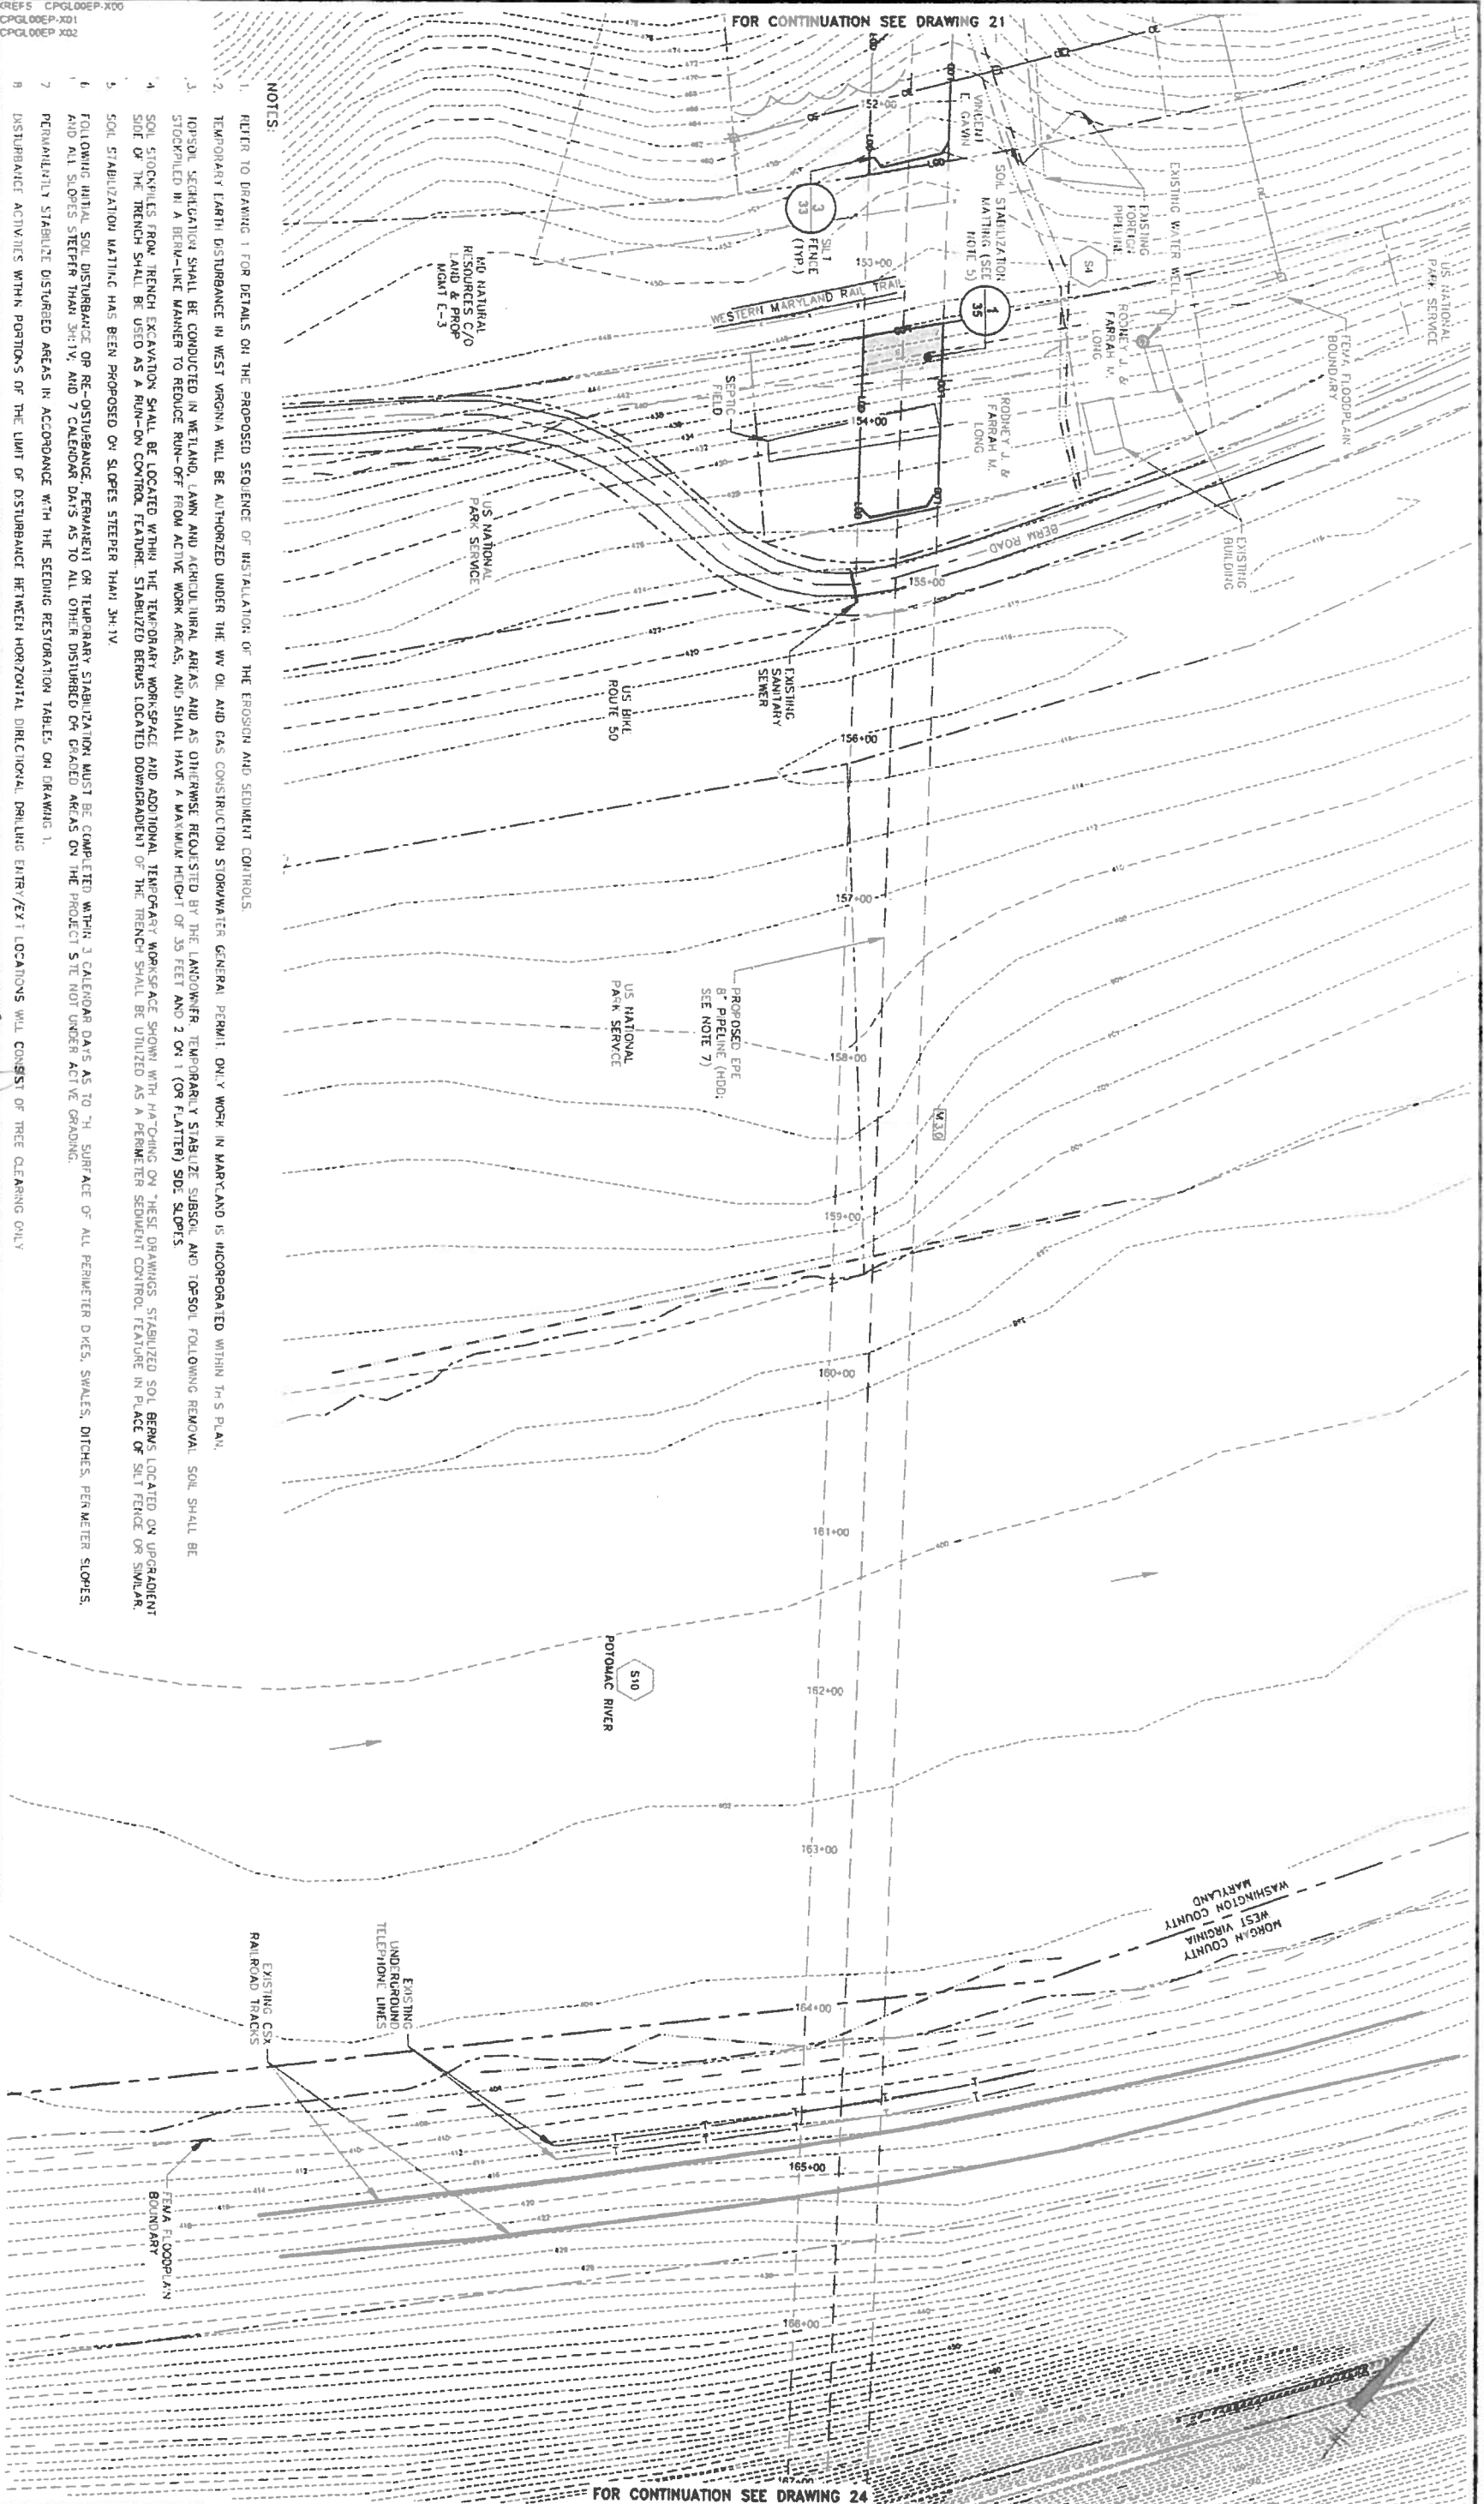 XREFS CPGL00EP-X00
CPGL00EP-X01
CPGL00EP X02
FOR CONTINUATION SEE DRAWING 21
US NATIONAL
PARK SERVICE
FEMA FLOODPLAIN
BOUNDARY
EXISTING WATER WELL
EXISTING
FOREIGN
PIPELINE
S4
RODNEY J. &
FARRAH M.
LONG
EXISTING
BUILDING
VINCENT
E. GAVIN
SOIL STABILIZATION
MATTING (SEE
NOTE 5)
1
35
RODNEY J. &
FARRAH M.
LONG
3
33
SILT
FENCE
(TYP.)
WESTERN MARYLAND RAIL TRAIL
SEPTIC
FIELD
BERM ROAD
MD NATURAL
RESOURCES C/O
LAND & PROP
MGMT E-3
US NATIONAL
PARK SERVICE
EXISTING
SANITARY
SEWER
US BIKE
ROUTE 50
PROPOSED EPE
8" PIPELINE (HDD;
SEE NOTE 7)
US NATIONAL
PARK SERVICE
M 3.0
S10
POTOMAC RIVER
152+00
153+00
154+00
155+00
156+00
157+00
158+00
159+00
160+00
161+00
162+00
163+00
164+00
165+00
166+00
167+00
WASHINGTON COUNTY
MARYLAND
MORGAN COUNTY
WEST VIRGINIA
EXISTING
UNDERGROUND
TELEPHONE LINES
EXISTING CSX
RAILROAD TRACKS
FEMA FLOODPLAIN
BOUNDARY
FOR CONTINUATION SEE DRAWING 24
NOTES:
1. REFER TO DRAWING 1 FOR DETAILS ON THE PROPOSED SEQUENCE OF INSTALLATION OF THE EROSION AND SEDIMENT CONTROLS.
2. TEMPORARY EARTH DISTURBANCE IN WEST VIRGINIA WILL BE AUTHORIZED UNDER THE WV OIL AND GAS CONSTRUCTION STORMWATER GENERAL PERMIT. ONLY WORK IN MARYLAND IS INCORPORATED WITHIN THIS PLAN.
3. TOPSOIL SEGREGATION SHALL BE CONDUCTED IN WETLAND, LAWN AND AGRICULTURAL AREAS AND AS OTHERWISE REQUESTED BY THE LANDOWNER. TEMPORARILY STABILIZE SUBSOIL AND TOPSOIL FOLLOWING REMOVAL. SOIL SHALL BE
STOCKPILED IN A BERM-LIKE MANNER TO REDUCE RUN-OFF FROM ACTIVE WORK AREAS, AND SHALL HAVE A MAXIMUM HEIGHT OF 35 FEET AND 2 ON 1 (OR FLATTER) SIDE SLOPES
4 SOIL STOCKPILES FROM TRENCH EXCAVATION SHALL BE LOCATED WITHIN THE TEMPORARY WORKSPACE AND ADDITIONAL TEMPORARY WORKSPACE SHOWN WITH HATCHING ON THESE DRAWINGS. STABILIZED SOIL BERMS LOCATED ON UPGRADIENT
SIDE OF THE TRENCH SHALL BE USED AS A RUN-ON CONTROL FEATURE. STABILIZED BERMS LOCATED DOWNGRADIENT OF THE TRENCH SHALL BE UTILIZED AS A PERIMETER SEDIMENT CONTROL FEATURE IN PLACE OF SILT FENCE OR SIMILAR.
5 SOIL STABILIZATION MATTING HAS BEEN PROPOSED ON SLOPES STEEPER THAN 3H:1V.
6 FOLLOWING INITIAL SOIL DISTURBANCE OR RE-DISTURBANCE, PERMANENT OR TEMPORARY STABILIZATION MUST BE COMPLETED WITHIN 3 CALENDAR DAYS AS TO TH SURFACE OF ALL PERIMETER DIKES, SWALES, DITCHES, PERIMETER SLOPES,
AND ALL SLOPES STEEPER THAN 3H:1V; AND 7 CALENDAR DAYS AS TO ALL OTHER DISTURBED OR GRADED AREAS ON THE PROJECT SITE NOT UNDER ACTIVE GRADING.
7 PERMANENTLY STABILIZE DISTURBED AREAS IN ACCORDANCE WITH THE SEEDING RESTORATION TABLES ON DRAWING 1.
8 DISTURBANCE ACTIVITIES WITHIN PORTIONS OF THE LIMIT OF DISTURBANCE BETWEEN HORIZONTAL DIRECTIONAL DRILLING ENTRY/EXIT LOCATIONS WILL CONSIST OF TREE CLEARING ONLY